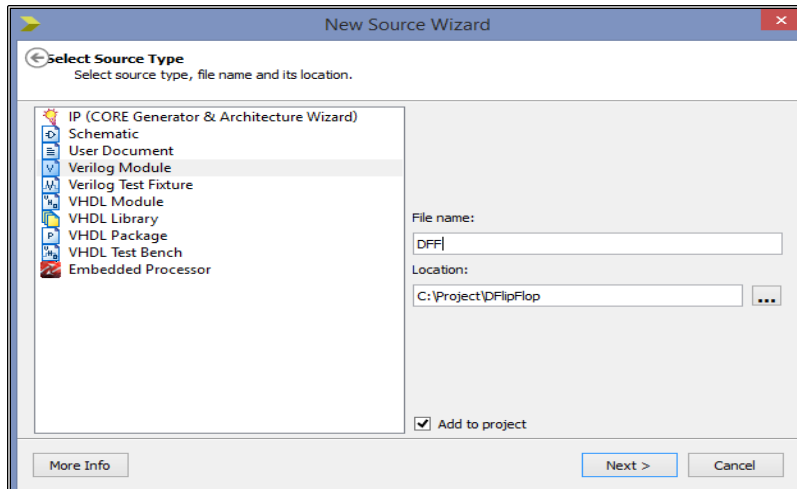 New Source Wizard
Select Source Type
Select source type, file name and its location.
IP (CORE Generator & Architecture Wizard)
Schematic
User Document
Verilog Module
Verilog Test Fixture
VHDL Module
VHDL Library
VHDL Package
VHDL Test Bench
Embedded Processor
File name:
DFF
Location:
C:\Project\DFlipFlop
...
Add to project
More Info
Next >
Cancel